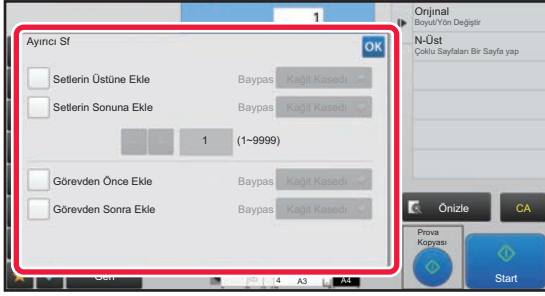 1
Orijinal
Boyut/Yön Değiştir
N-Üst
Çoklu Sayfaları Bir Sayfa yap
Ayırıcı Sf
OK
Setlerin Üstüne Ekle
Baypas
Kağıt Kasedi
Setlerin Sonuna Ekle
Baypas
Kağıt Kasedi
1
(1~9999)
Görevden Önce Ekle
Baypas
Kağıt Kasedi
Görevden Sonra Ekle
Baypas
Kağıt Kasedi
Önizle
CA
Prova
Kopyası
Start
Geri
4
A3
A4